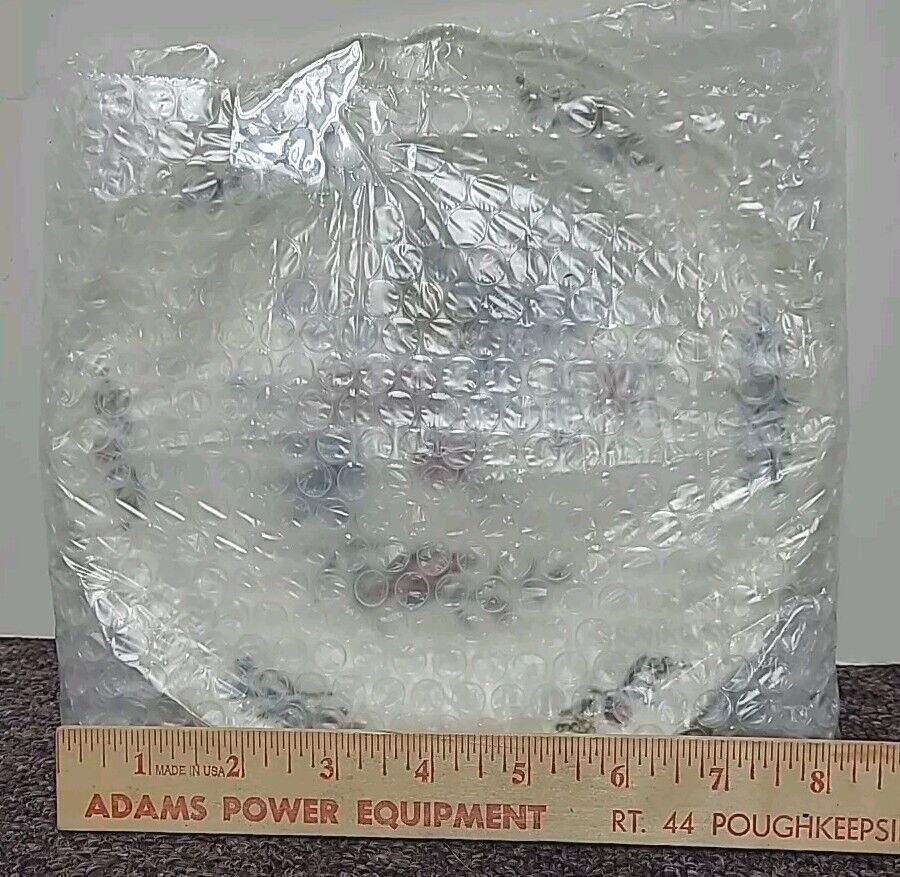 1 MADE IN USA 2 3 4 5 6 7 8
ADAMS POWER EQUIPMENT RT. 44 POUGHKEEPSI